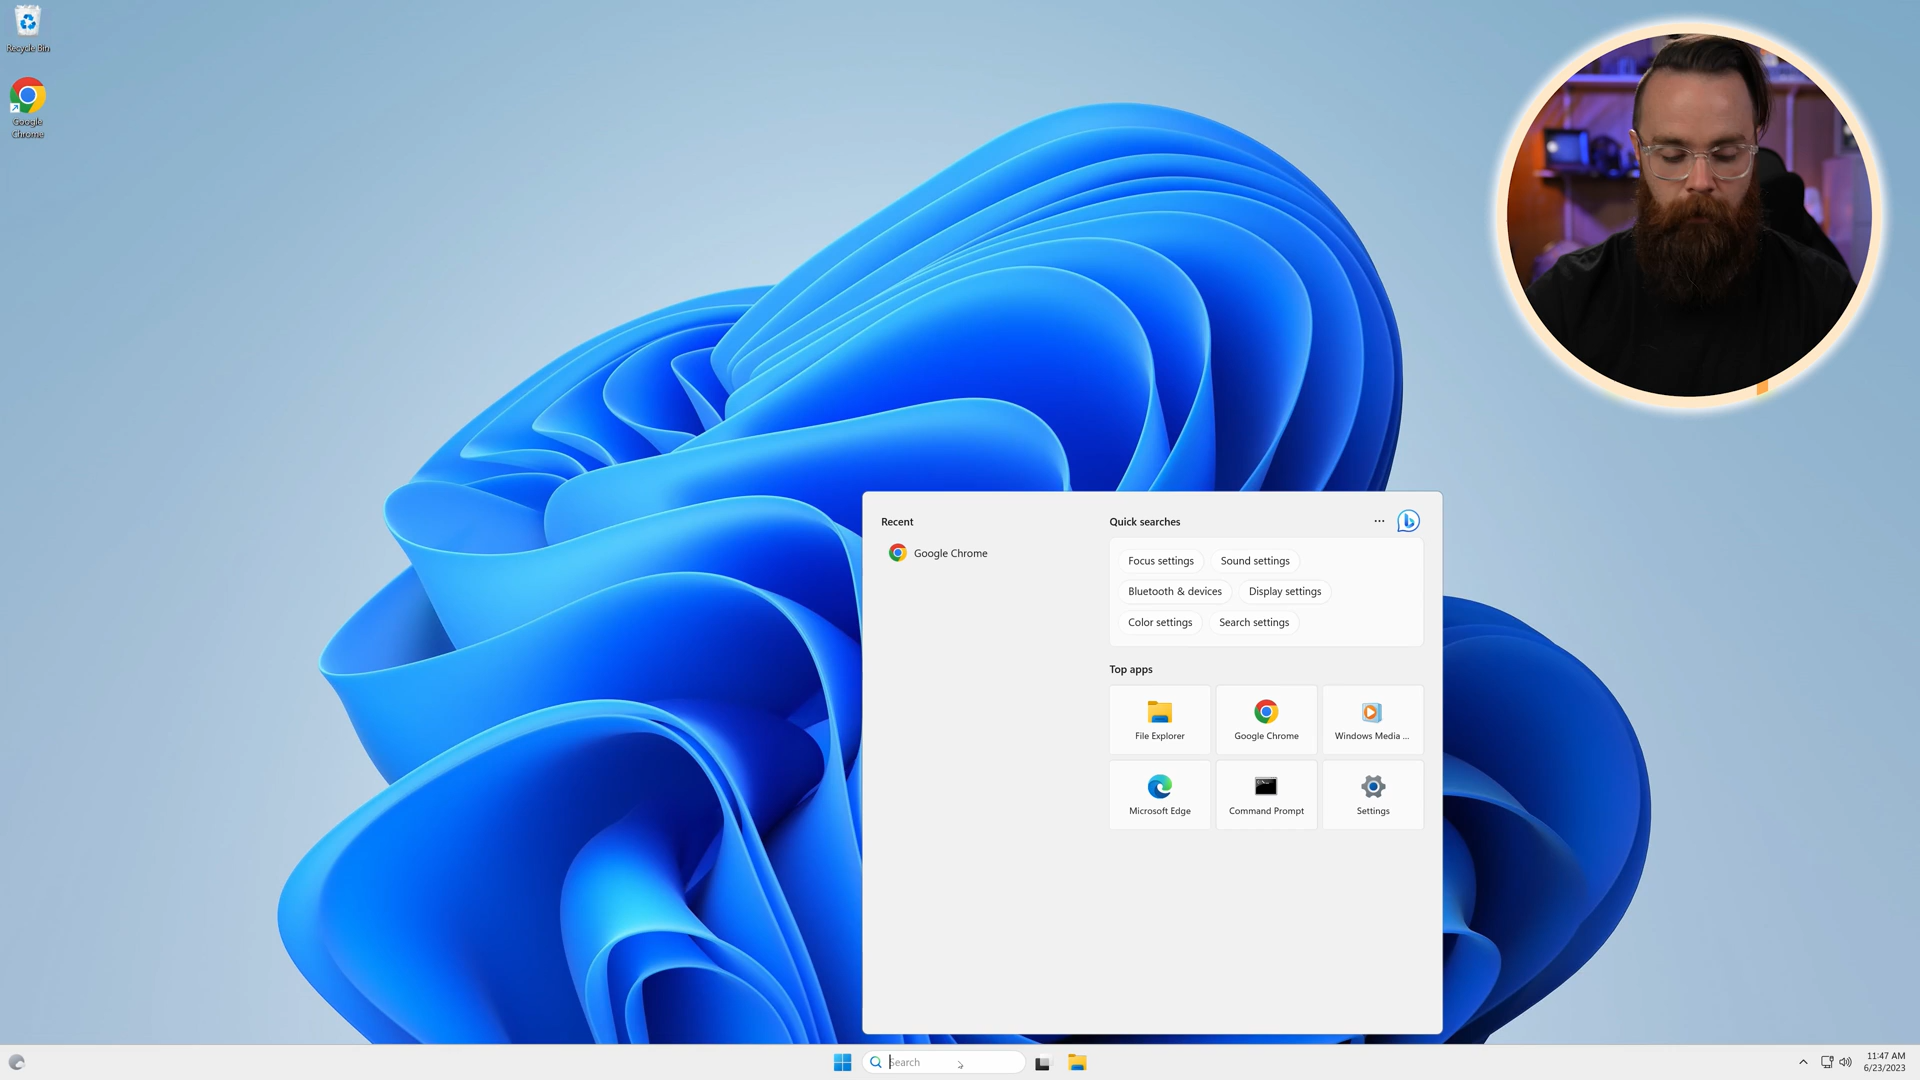 Recycle Bin
Google
Chrome
Recent
Google Chrome
Quick searches
...
Focus settings
Sound settings
Bluetooth & devices
Display settings
Color settings
Search settings
Top apps
File Explorer
Google Chrome
Windows Media ...
Microsoft Edge
Command Prompt
Settings
Search
11:47 AM
6/23/2023